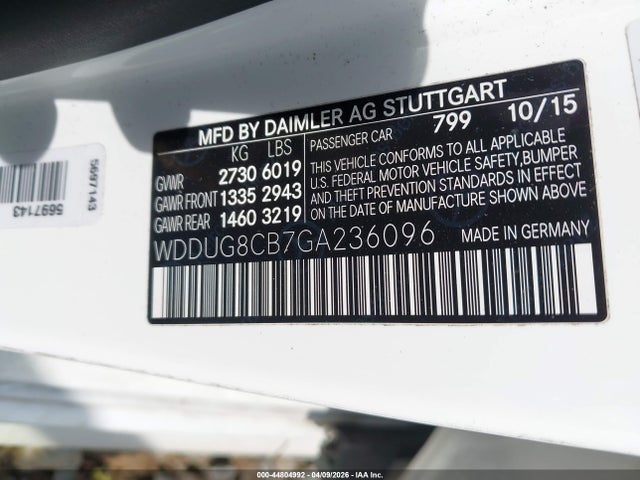 MFD BY DAIMLER AG STUTTGART
KG LBS
GVWR 2730 6019
GAWR FRONT 1335 2943
GAWR REAR 1460 3219
PASSENGER CAR 799 10/15
THIS VEHICLE CONFORMS TO ALL APPLICABLE
U.S. FEDERAL MOTOR VEHICLE SAFETY, BUMPER
AND THEFT PREVENTION STANDARDS IN EFFECT
ON THE DATE OF MANUFACTURE SHOWN ABOVE
WDDUG8CB7GA236096 MADE IN GERMANY
5697143
5697143
000-44804992 - 04/09/2026 - IAA Inc.